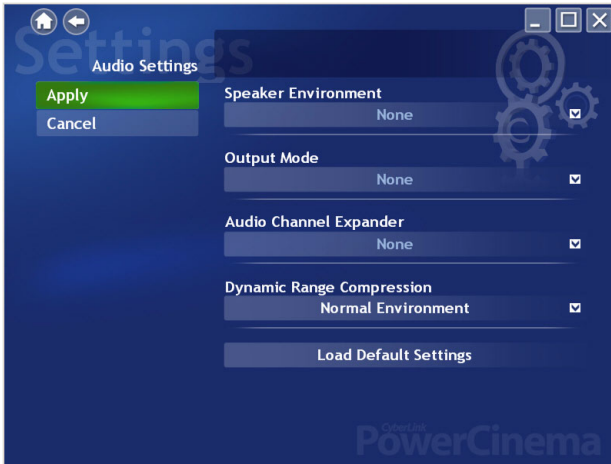 Settings
Audio Settings
Apply
Cancel
Speaker Environment
None
Output Mode
None
Audio Channel Expander
None
Dynamic Range Compression
Normal Environment
Load Default Settings
CyberLink
PowerCinema